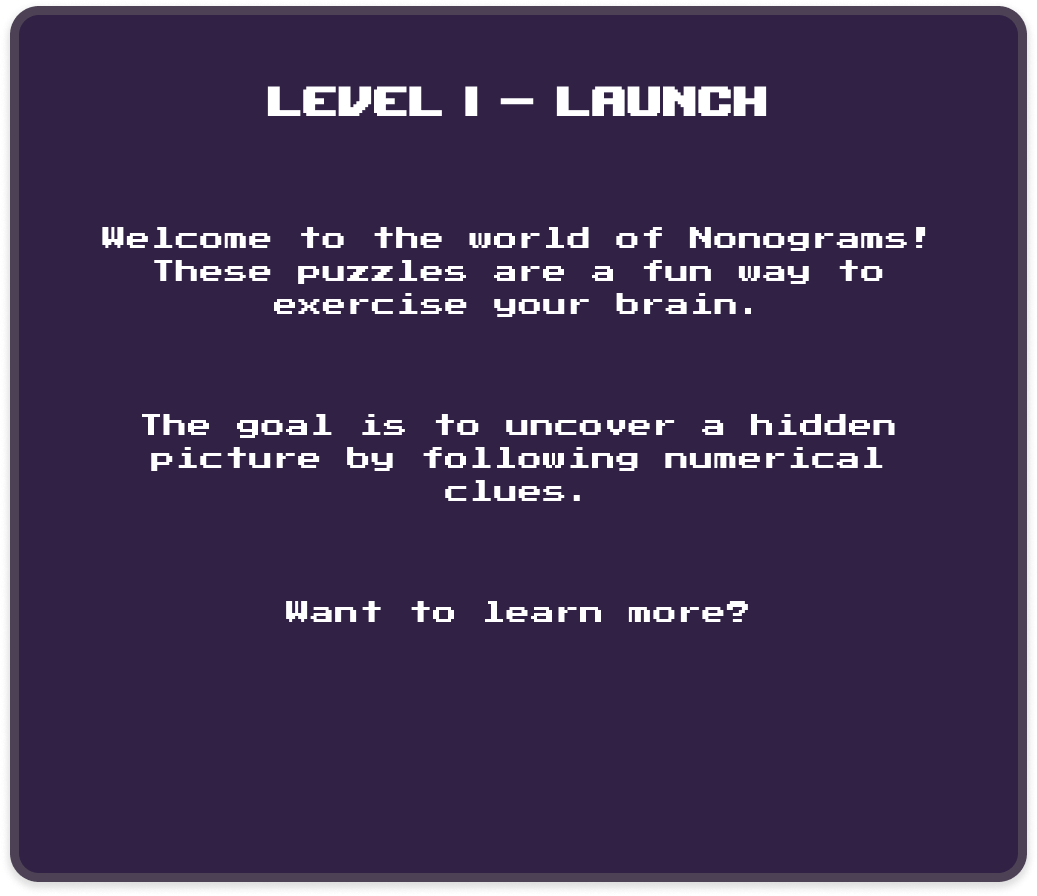 LEVEL 1 – LAUNCH
Welcome to the world of Nonograms!
These puzzles are a fun way to
exercise your brain.
The goal is to uncover a hidden
picture by following numerical
clues.
Want to learn more?